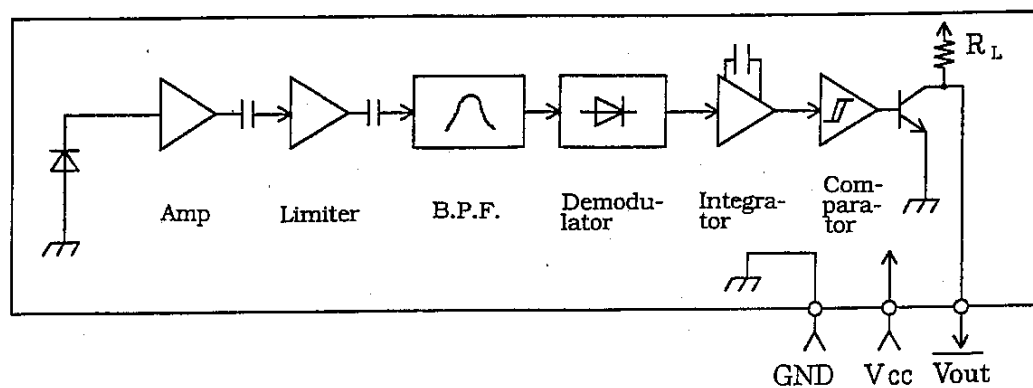 R L
Amp
Limiter
B.P.F.
Demodu-
lator
Integra-
tor
Com-
para-
tor
GND
Vcc
Vout